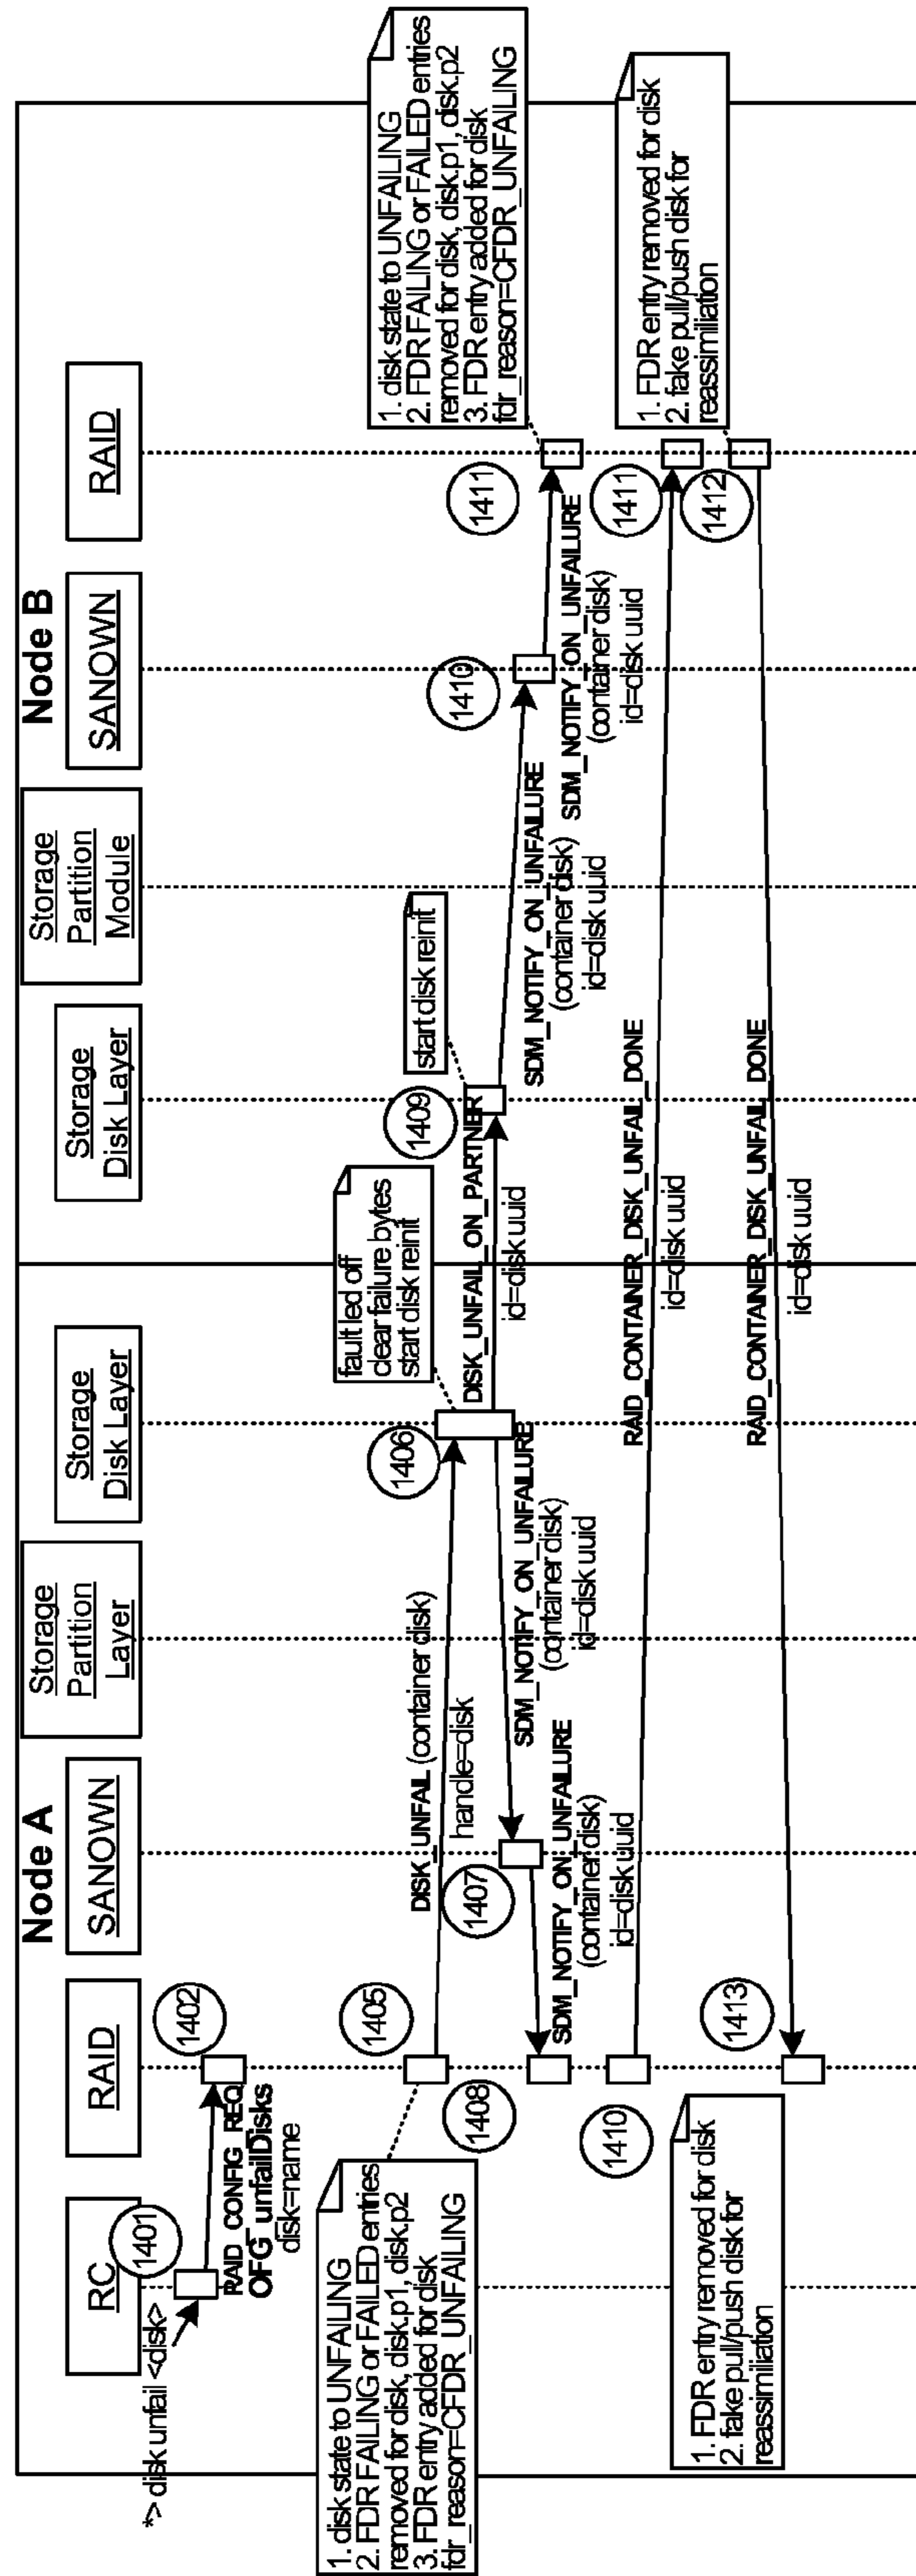 Node A
Node B
RC
RAID
SANOWN
Storage
Partition
Layer
Storage
Disk Layer
Storage
Disk Layer
Storage
Partition
Module
SANOWN
RAID
*> disk unfail <disk>
1401
RAID_CONFIG_REQ
OFG_unfailDisks
disk=name
1402
1. disk state to UNFAILING
2. FDR FAILING or FAILED entries
removed for disk, disk.p1, disk.p2
3. FDR entry added for disk
fdr_reason=CFDR_UNFAILING
1405
DISK_UNFAIL (container disk)
handle=disk
1406
fault led off
clear failure bytes
start disk reinit
SDM_NOTIFY_ON_UNFAILURE
(container disk)
id=disk uuid
1407
SDM_NOTIFY_ON_UNFAILURE
(container disk)
id=disk uuid
1408
DISK_UNFAIL_ON_PARTNER
id=disk uuid
1409
start disk reinit
SDM_NOTIFY_ON_UNFAILURE
(container disk)
id=disk uuid
1410
SDM_NOTIFY_ON_UNFAILURE
(container disk)
id=disk uuid
1411
1. disk state to UNFAILING
2. FDR FAILING or FAILED entries
removed for disk, disk.p1, disk.p2
3. FDR entry added for disk
fdr_reason=CFDR_UNFAILING
1410
RAID_CONTAINER_DISK_UNFAIL_DONE
id=disk uuid
1411
1412
1. FDR entry removed for disk
2. fake pull/push disk for
reassimiliation
RAID_CONTAINER_DISK_UNFAIL_DONE
id=disk uuid
1413
1. FDR entry removed for disk
2. fake pull/push disk for
reassimiliation